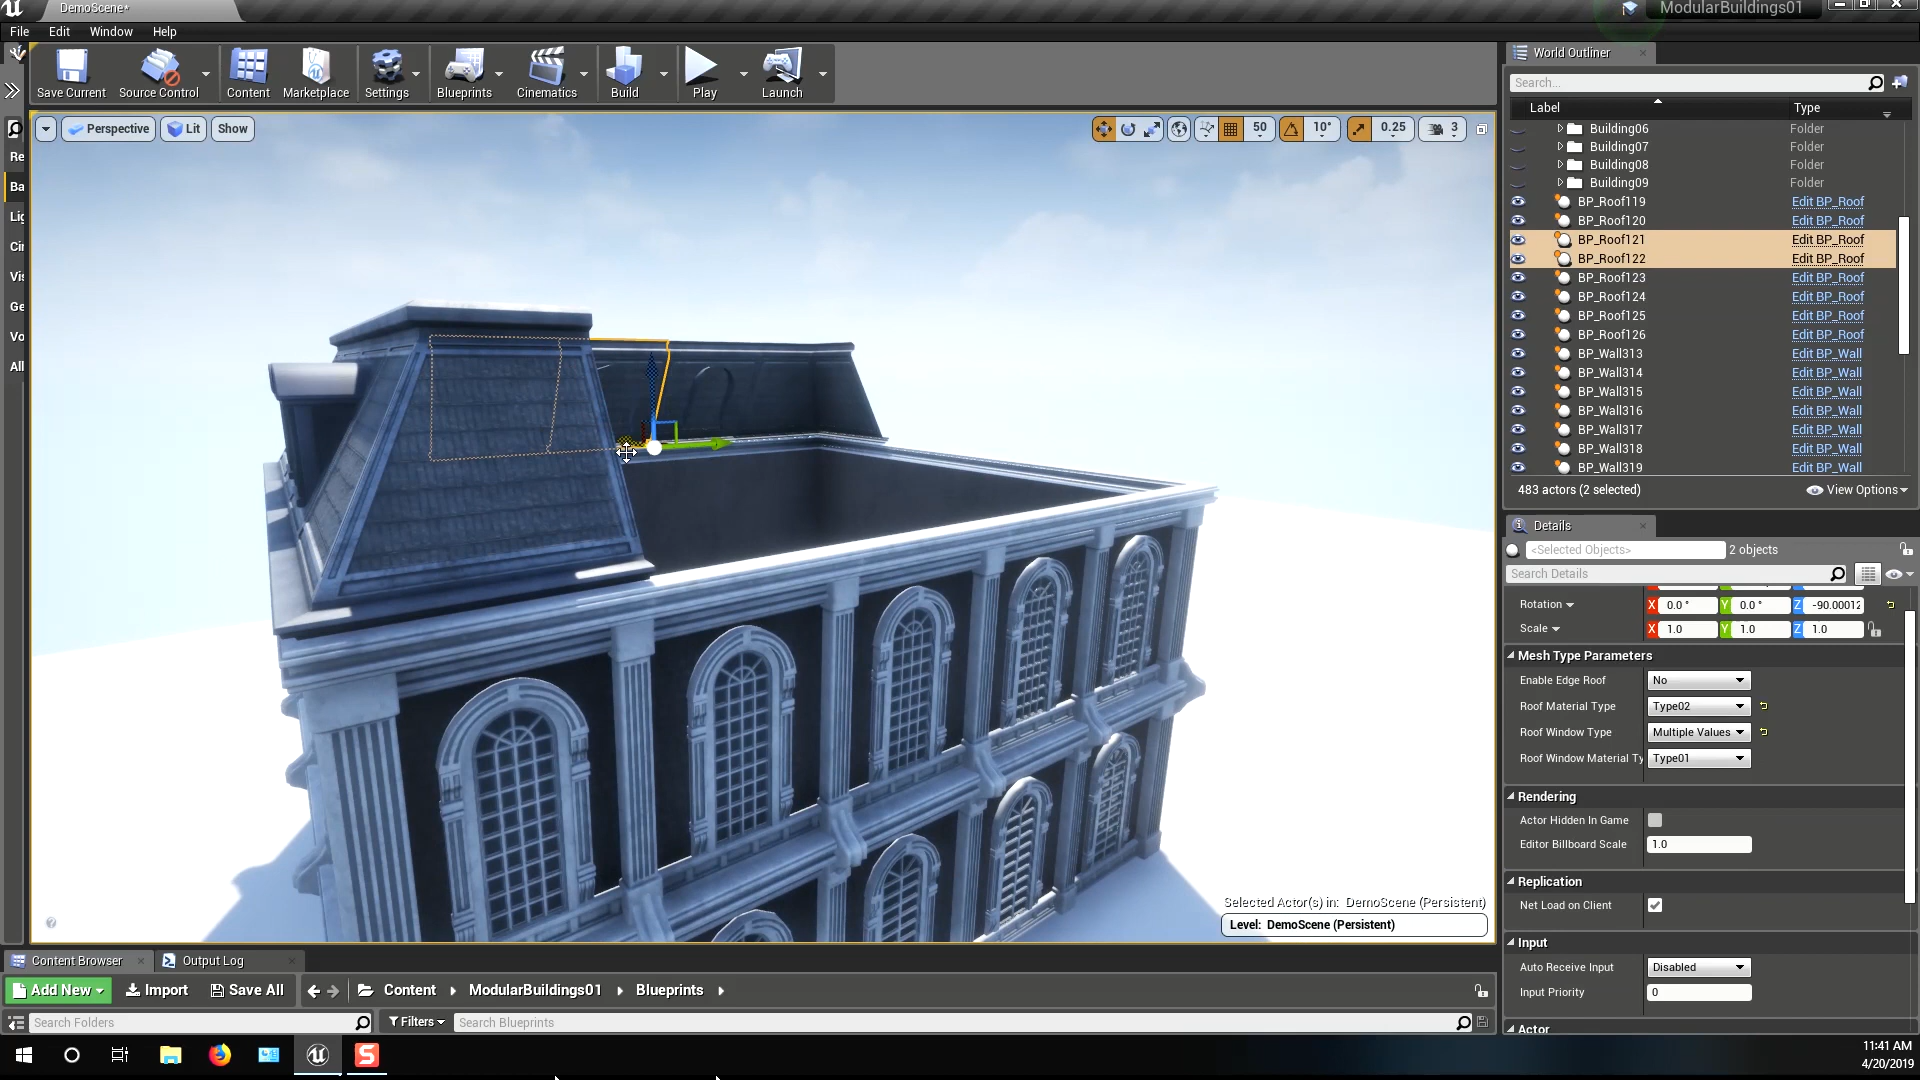 DemoScene*
ModularBuildings01
File Edit Window Help
Save Current Source Control Content Marketplace Settings Blueprints Cinematics Build Play Launch
Perspective Lit Show
50 10° 0.25 3
Re
Ba
Lig
Cin
Vis
Ge
Vo
All
Selected Actor(s) in: DemoScene (Persistent)
Level: DemoScene (Persistent)
World Outliner
Search...
Label Type
Building06 Folder
Building07 Folder
Building08 Folder
Building09 Folder
BP_Roof119 Edit BP_Roof
BP_Roof120 Edit BP_Roof
BP_Roof121 Edit BP_Roof
BP_Roof122 Edit BP_Roof
BP_Roof123 Edit BP_Roof
BP_Roof124 Edit BP_Roof
BP_Roof125 Edit BP_Roof
BP_Roof126 Edit BP_Roof
BP_Wall313 Edit BP_Wall
BP_Wall314 Edit BP_Wall
BP_Wall315 Edit BP_Wall
BP_Wall316 Edit BP_Wall
BP_Wall317 Edit BP_Wall
BP_Wall318 Edit BP_Wall
BP_Wall319 Edit BP_Wall
483 actors (2 selected) View Options
Details
<Selected Objects> 2 objects
Search Details
Rotation X 0.0 ° Y 0.0 ° Z -90.00012
Scale X 1.0 Y 1.0 Z 1.0
Mesh Type Parameters
Enable Edge Roof No
Roof Material Type Type02
Roof Window Type Multiple Values
Roof Window Material Ty Type01
Rendering
Actor Hidden In Game
Editor Billboard Scale 1.0
Replication
Net Load on Client
Input
Auto Receive Input Disabled
Input Priority 0
Actor
Content Browser Output Log
Add New Import Save All Content ModularBuildings01 Blueprints
Search Folders Filters Search Blueprints
11:41 AM
4/20/2019